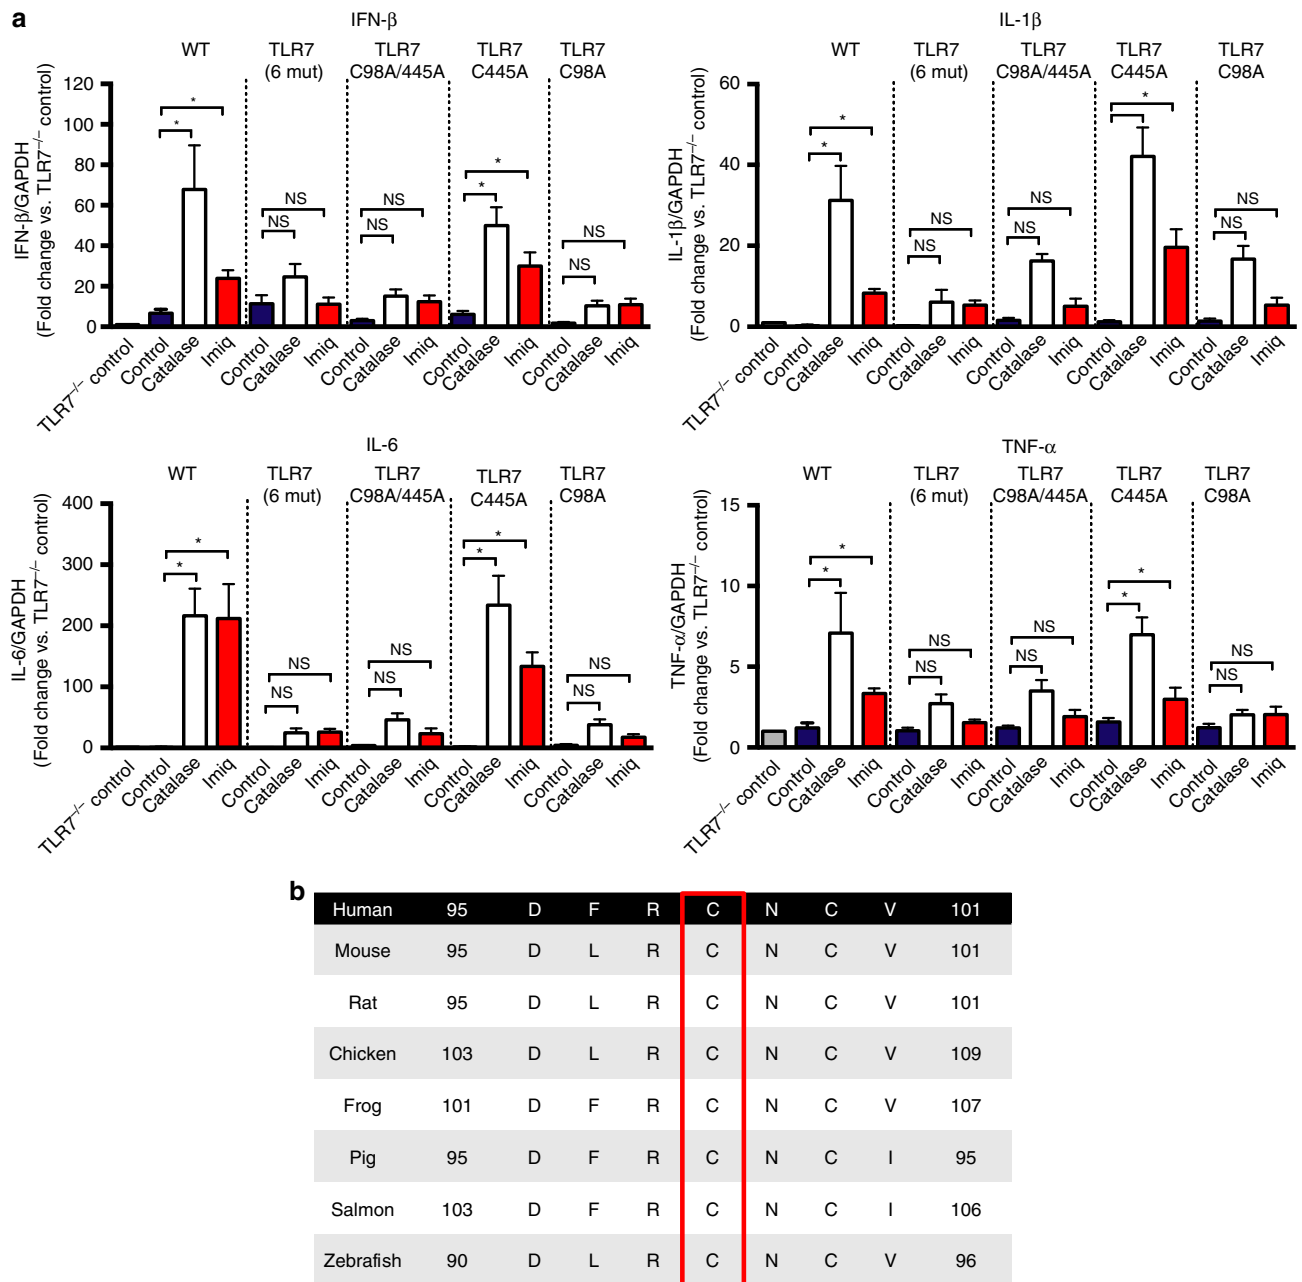 a
IFN-β
WT
TLR7
(6 mut)
TLR7
C98A/445A
TLR7
C445A
TLR7
C98A
IFN-β/GAPDH
(Fold change vs. TLR7–/– control)
120
100
80
60
40
20
0
*
*
NS
NS
NS
NS
*
*
NS
NS
TLR7–/– control
Control
Catalase
Imiq
Control
Catalase
Imiq
Control
Catalase
Imiq
Control
Catalase
Imiq
Control
Catalase
Imiq
IL-1β
WT
TLR7
(6 mut)
TLR7
C98A/445A
TLR7
C445A
TLR7
C98A
IL-1β/GAPDH
(Fold change vs. TLR7–/– control)
60
40
20
0
*
*
NS
NS
NS
NS
*
NS
NS
TLR7–/– control
Control
Catalase
Imiq
Control
Catalase
Imiq
Control
Catalase
Imiq
Control
Catalase
Imiq
Control
Catalase
Imiq
IL-6
WT
TLR7
(6 mut)
TLR7
C98A/445A
TLR7
C445A
TLR7
C98A
IL-6/GAPDH
(Fold change vs. TLR7–/– control)
400
300
200
100
0
*
*
NS
NS
NS
NS
*
*
NS
NS
TLR7–/– control
Control
Catalase
Imiq
Control
Catalase
Imiq
Control
Catalase
Imiq
Control
Catalase
Imiq
Control
Catalase
Imiq
TNF-α
WT
TLR7
(6 mut)
TLR7
C98A/445A
TLR7
C445A
TLR7
C98A
TNF-α/GAPDH
(Fold change vs. TLR7–/– control)
15
10
5
0
*
*
NS
NS
NS
NS
*
*
NS
NS
TLR7–/– control
Control
Catalase
Imiq
Control
Catalase
Imiq
Control
Catalase
Imiq
Control
Catalase
Imiq
Control
Catalase
Imiq
b
Human 95 D F R C N C V 101
Mouse 95 D L R C N C V 101
Rat 95 D L R C N C V 101
Chicken 103 D L R C N C V 109
Frog 101 D F R C N C V 107
Pig 95 D F R C N C I 95
Salmon 103 D F R C N C I 106
Zebrafish 90 D L R C N C V 96